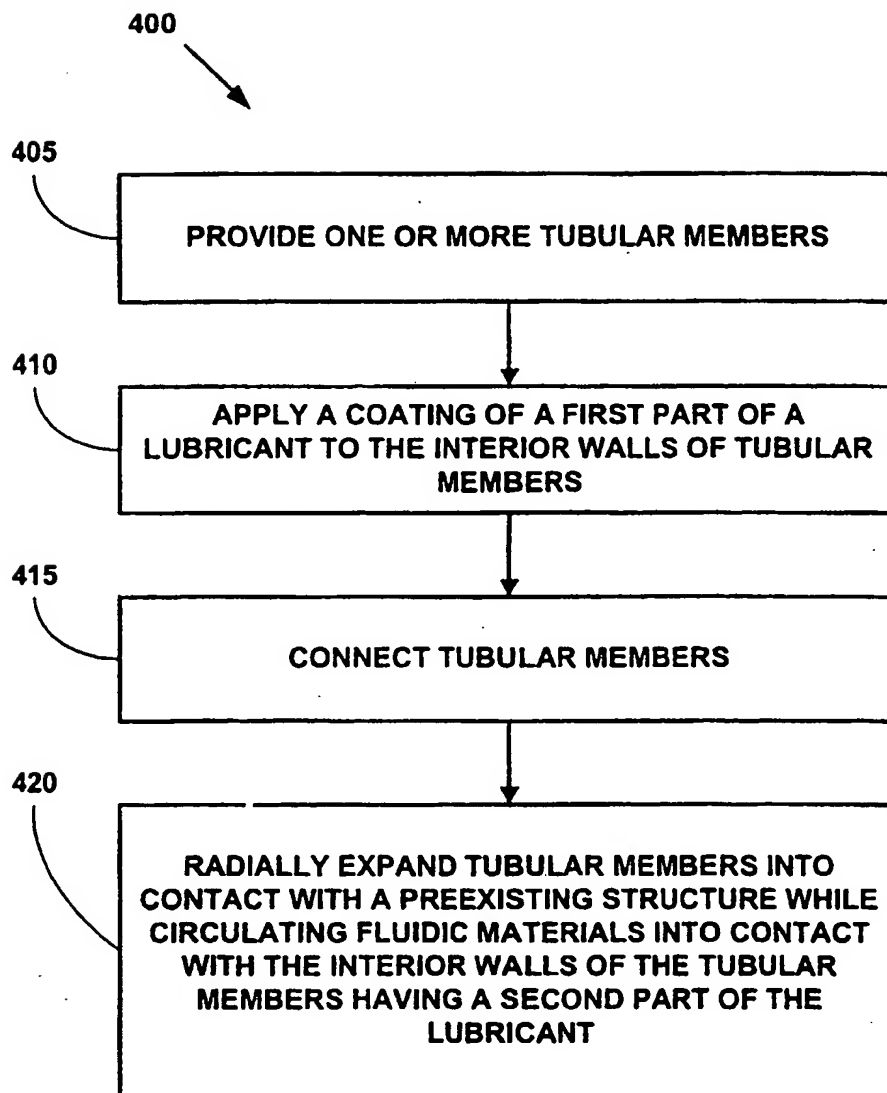 400
405
PROVIDE ONE OR MORE TUBULAR MEMBERS
410
APPLY A COATING OF A FIRST PART OF A
LUBRICANT TO THE INTERIOR WALLS OF TUBULAR
MEMBERS
415
CONNECT TUBULAR MEMBERS
420
RADIALLY EXPAND TUBULAR MEMBERS INTO
CONTACT WITH A PREEXISTING STRUCTURE WHILE
CIRCULATING FLUIDIC MATERIALS INTO CONTACT
WITH THE INTERIOR WALLS OF THE TUBULAR
MEMBERS HAVING A SECOND PART OF THE
LUBRICANT